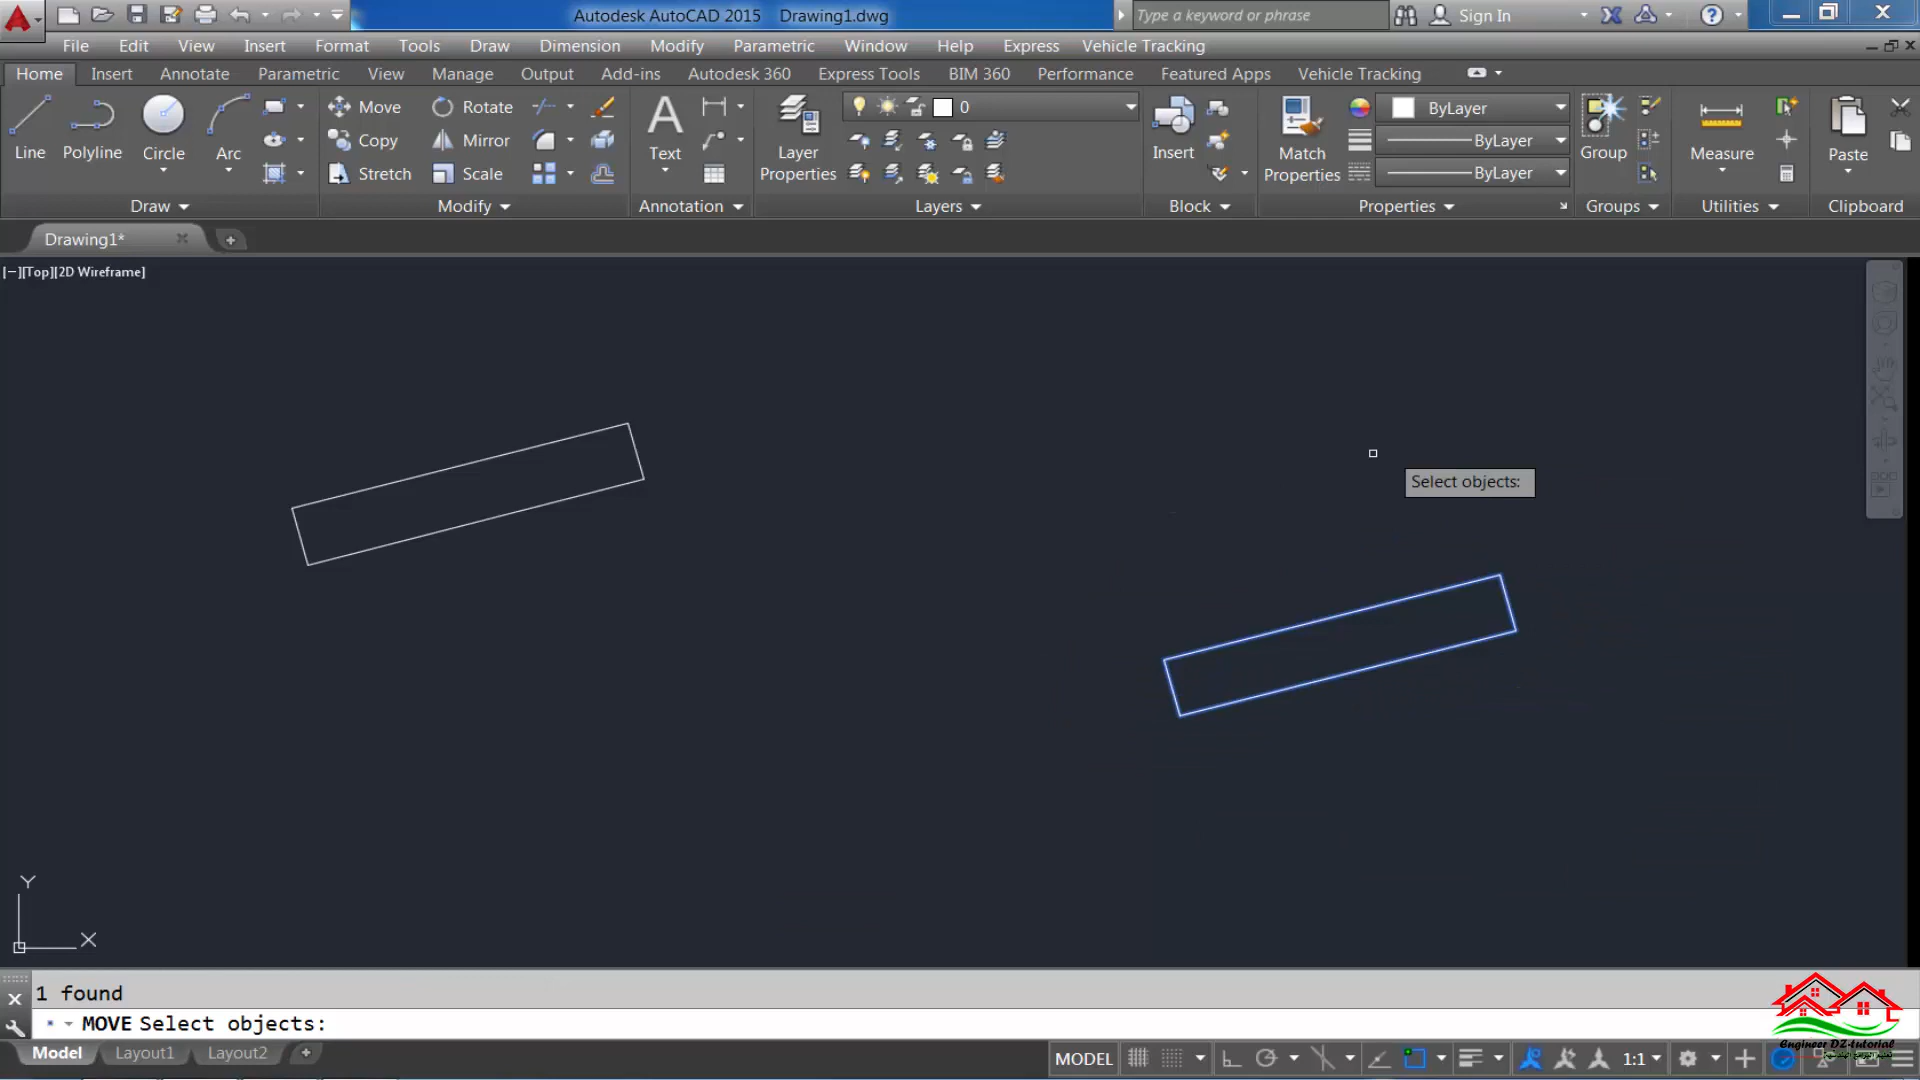 Autodesk AutoCAD 2015 Drawing1.dwg
Type a keyword or phrase
Sign In
File Edit View Insert Format Tools Draw Dimension Modify Parametric Window Help Express Vehicle Tracking
Home Insert Annotate Parametric View Manage Output Add-ins Autodesk 360 Express Tools BIM 360 Performance Featured Apps Vehicle Tracking
Line Polyline Circle Arc
Move Rotate
Copy Mirror
Stretch Scale
Text
Layer Properties
0
Insert
Match Properties
ByLayer
ByLayer
ByLayer
Group
Measure
Paste
Draw Modify Annotation Layers Block Properties Groups Utilities Clipboard
Drawing1*
[−][Top][2D Wireframe]
Select objects:
Y
X
1 found
MOVE Select objects:
Model Layout1 Layout2
MODEL 1:1
Engineer DZ-tutorial